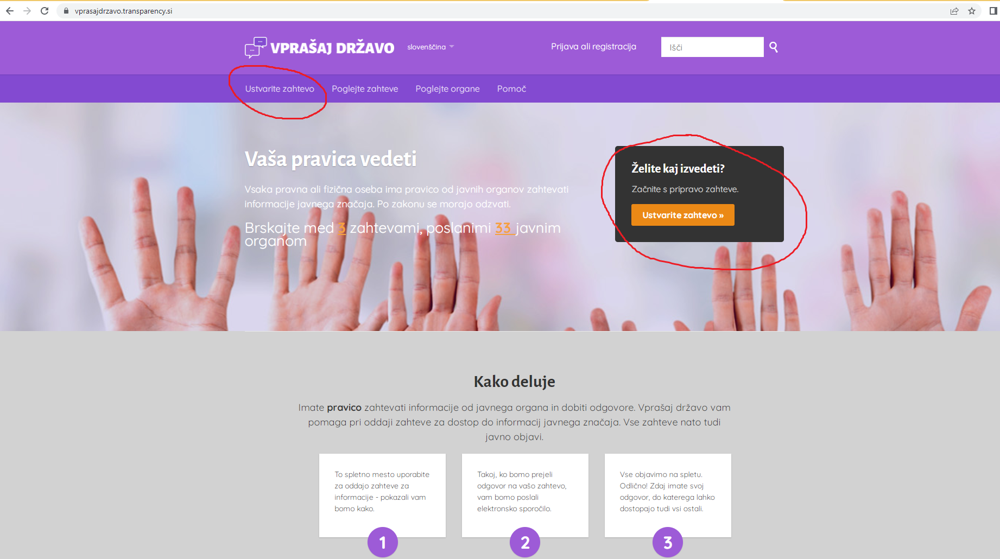 vprasajdrzavo.transparency.si
VPRAŠAJ DRŽAVO
slovenščina
Prijava ali registracija
Išči
Ustvarite zahtevo
Poglejte zahteve
Poglejte organe
Pomoč
Vaša pravica vedeti
Vsaka pravna ali fizična oseba ima pravico od javnih organov zahtevati
informacije javnega značaja. Po zakonu se morajo odzvati.
Brskajte med 3 zahtevami, poslanimi 33 javnim
organom
Želite kaj izvedeti?
Začnite s pripravo zahteve.
Ustvarite zahtevo »
Kako deluje
Imate pravico zahtevati informacije od javnega organa in dobiti odgovore. Vprašaj državo vam
pomaga pri oddaji zahteve za dostop do informacij javnega značaja. Vse zahteve nato tudi
javno objavi.
To spletno mesto uporabite
za oddajo zahteve za
informacije - pokazali vam
bomo kako.
1
Takoj, ko bomo prejeli
odgovor na vašo zahtevo,
vam bomo poslali
elektronsko sporočilo.
2
Vse objavimo na spletu.
Odlično! Zdaj imate svoj
odgovor, do katerega lahko
dostopajo tudi vsi ostali.
3